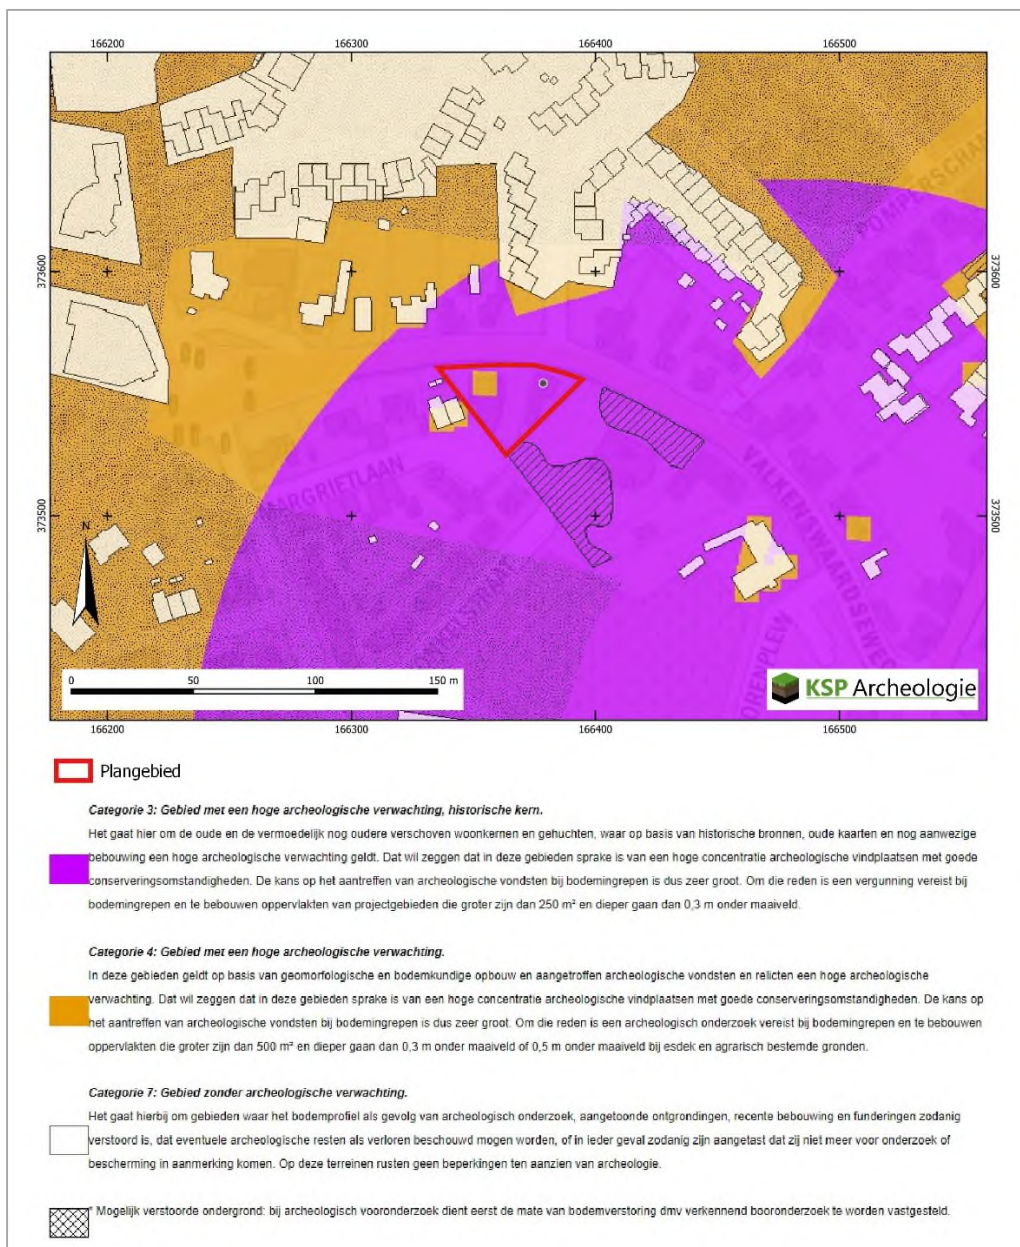 166200 166300 166400 166500
373600 373600
373500 373500
MARGRIETLAAN
VALKENSWAARDSEWEG
N
0 50 100 150 m
KSP Archeologie
166200 166300 166400 166500
Plangebied
Categorie 3: Gebied met een hoge archeologische verwachting, historische kern.
Het gaat hier om de oude en de vermoedelijk nog oudere verschoven woonkernen en gehuchten, waar op basis van historische bronnen, oude kaarten en nog aanwezige
bebouwing een hoge archeologische verwachting geldt. Dat wil zeggen dat in deze gebieden sprake is van een hoge concentratie archeologische vindplaatsen met goede
conserveringsomstandigheden. De kans op het aantreffen van archeologische vondsten bij bodemingrepen is dus zeer groot. Om die reden is een vergunning vereist bij
bodemingrepen en te bebouwen oppervlakten van projectgebieden die groter zijn dan 250 m² en dieper gaan dan 0,3 m onder maaiveld.
Categorie 4: Gebied met een hoge archeologische verwachting.
In deze gebieden geldt op basis van geomorfologische en bodemkundige opbouw en aangetroffen archeologische vondsten en relicten een hoge archeologische
verwachting. Dat wil zeggen dat in deze gebieden sprake is van een hoge concentratie archeologische vindplaatsen met goede conserveringsomstandigheden. De kans op
het aantreffen van archeologische vondsten bij bodemingrepen is dus zeer groot. Om die reden is een archeologisch onderzoek vereist bij bodemingrepen en te bebouwen
oppervlakten die groter zijn dan 500 m² en dieper gaan dan 0,3 m onder maaiveld of 0,5 m onder maaiveld bij esdek en agrarisch bestemde gronden.
Categorie 7: Gebied zonder archeologische verwachting.
Het gaat hierbij om gebieden waar het bodemprofiel als gevolg van archeologisch onderzoek, aangetoonde ontgrondingen, recente bebouwing en funderingen zodanig
verstoord is, dat eventuele archeologische resten als verloren beschouwd mogen worden, of in ieder geval zodanig zijn aangetast dat zij niet meer voor onderzoek of
bescherming in aanmerking komen. Op deze terreinen rusten geen beperkingen ten aanzien van archeologie.
* Mogelijk verstoorde ondergrond: bij archeologisch vooronderzoek dient eerst de mate van bodemverstoring dmv verkennend booronderzoek te worden vastgesteld.